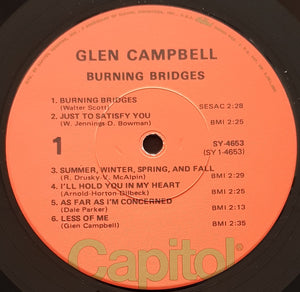 GLEN CAMPBELL
BURNING BRIDGES
1. BURNING BRIDGES
(Walter Scott) SESAC 2:28
2. JUST TO SATISFY YOU
(W. Jennings-D. Bowman) BMI 2:25
1
SY-4653
(SY1-4653)
3. SUMMER, WINTER, SPRING, AND FALL
(R. Drusky-V. McAlpin) BMI 2:29
4. I'LL HOLD YOU IN MY HEART
(Arnold-Horton-Dilbeck) BMI 2:25
5. AS FAR AS I'M CONCERNED
(Dale Parker) BMI 2:13
6. LESS OF ME
(Glen Campbell) BMI 2:35
Capitol